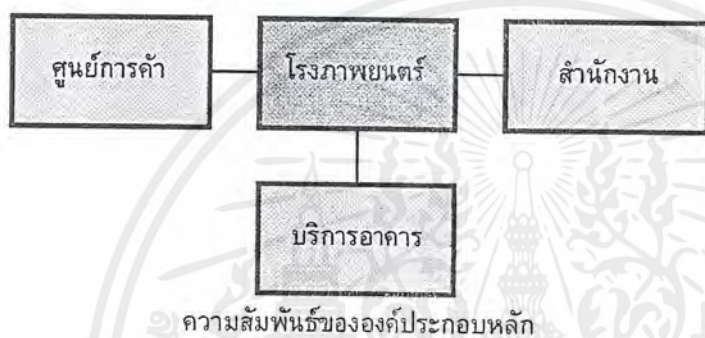 ศูนย์การค้า
โรงภาพยนตร์
สำนักงาน
บริการอาคาร
ความสัมพันธ์ขององค์ประกอบหลัก